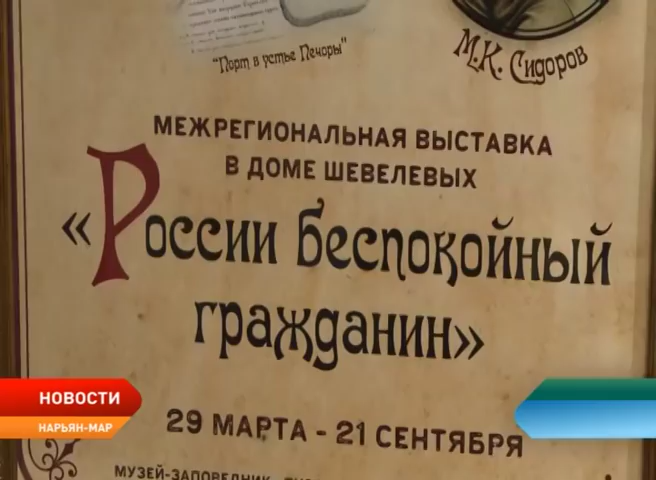 "Порт в устье Печоры"
М.К. Сидоров
МЕЖРЕГИОНАЛЬНАЯ ВЫСТАВКА
В ДОМЕ ШЕВЕЛЕВЫХ
«России беспокойный
гражданин»
НОВОСТИ
НАРЬЯН-МАР
29 МАРТА - 21 СЕНТЯБРЯ
МУЗЕЙ-ЗАПОВЕДНИК